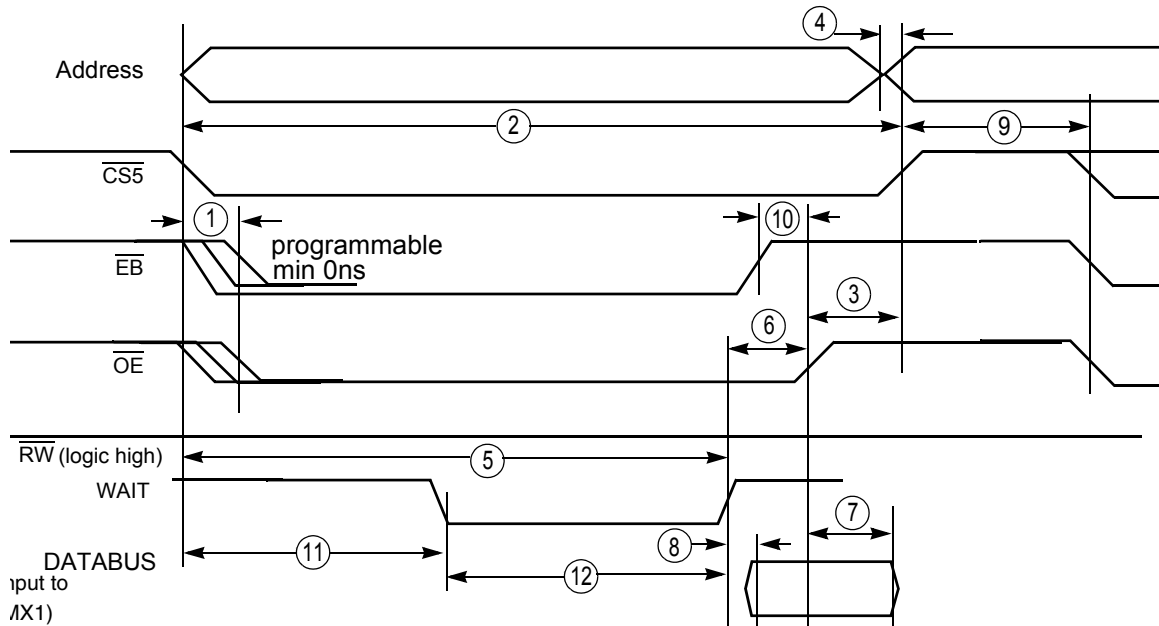 4
Address
2
9
CS5
1
10
programmable
min 0ns
EB
3
6
OE
RW (logic high)
5
WAIT
7
8
11
DATABUS
12
nput to
MX1)